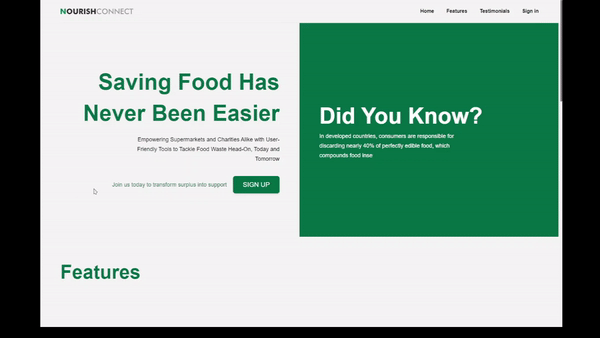 NOURISHCONNECT
Home Features Testimonials Sign In
Saving Food Has
Never Been Easier
Empowering Supermarkets and Charities Alike with User-
Friendly Tools to Tackle Food Waste Head-On, Today and
Tomorrow
Join us today to transform surplus into support
SIGN UP
Did You Know?
In developed countries, consumers are responsible for
discarding nearly 40% of perfectly edible food, which
compounds food inse
Features